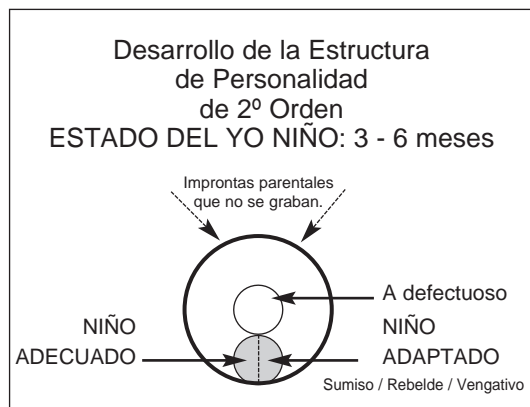 Desarrollo de la Estructura
de Personalidad
de 2º Orden
ESTADO DEL YO NIÑO: 3 - 6 meses
Improntas parentales
que no se graban.
A defectuoso
NIÑO
ADECUADO
NIÑO
ADAPTADO
Sumiso / Rebelde / Vengativo